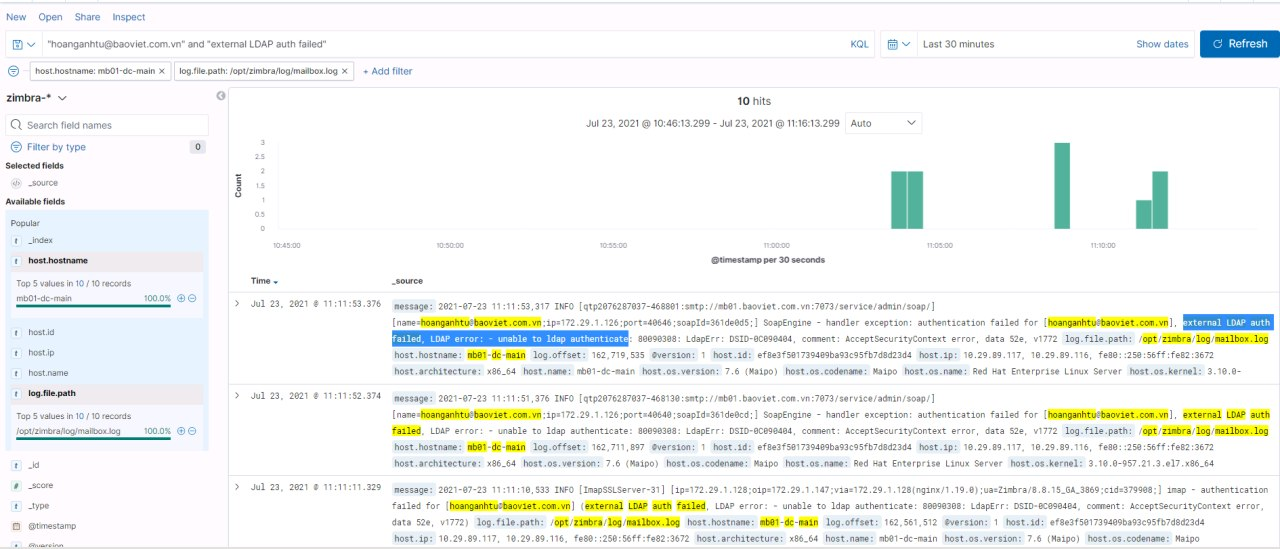 New Open Share Inspect
"hoanganhtu@baoviet.com.vn" and "external LDAP auth failed" KQL Last 30 minutes Show dates Refresh
host.hostname: mb01-dc-main × log.file.path: /opt/zimbra/log/mailbox.log × + Add filter
zimbra-*
Search field names
Filter by type 0
Selected fields
_source
Available fields
Popular
_index
host.hostname
Top 5 values in 10 / 10 records
mb01-dc-main 100.0%
host.id
host.ip
host.name
log.file.path
Top 5 values in 10 / 10 records
/opt/zimbra/log/mailbox.log 100.0%
_id
_score
_type
@timestamp
@version
10 hits
Jul 23, 2021 @ 10:46:13.299 - Jul 23, 2021 @ 11:16:13.299 Auto
Count
3
2.5
2
1.5
1
0.5
0
10:45:00 10:50:00 10:55:00 11:00:00 11:05:00 11:10:00
@timestamp per 30 seconds
Time _source
Jul 23, 2021 @ 11:11:53.376 message: 2021-07-23 11:11:53,317 INFO [qtp2076287037-468801:smtp://mb01.baoviet.com.vn:7073/service/admin/soap/]
[name=hoanganhtu@baoviet.com.vn;ip=172.29.1.126;port=40646;soapId=361de0d5;] SoapEngine - handler exception: authentication failed for [hoanganhtu@baoviet.com.vn], external LDAP auth
failed, LDAP error: - unable to ldap authenticate: 80090308: LdapErr: DSID-0C090404, comment: AcceptSecurityContext error, data 52e, v1772 log.file.path: /opt/zimbra/log/mailbox.log
host.hostname: mb01-dc-main log.offset: 162,719,535 @version: 1 host.id: ef8e3f501739409ba93c95fb7d8d23d4 host.ip: 10.29.89.117, 10.29.89.116, fe80::250:56ff:fe82:3672
host.architecture: x86_64 host.name: mb01-dc-main host.os.version: 7.6 (Maipo) host.os.codename: Maipo host.os.name: Red Hat Enterprise Linux Server host.os.kernel: 3.10.0-
Jul 23, 2021 @ 11:11:52.374 message: 2021-07-23 11:11:51,376 INFO [qtp2076287037-468130:smtp://mb01.baoviet.com.vn:7073/service/admin/soap/]
[name=hoanganhtu@baoviet.com.vn;ip=172.29.1.126;port=40640;soapId=361de0cd;] SoapEngine - handler exception: authentication failed for [hoanganhtu@baoviet.com.vn], external LDAP auth
failed, LDAP error: - unable to ldap authenticate: 80090308: LdapErr: DSID-0C090404, comment: AcceptSecurityContext error, data 52e, v1772 log.file.path: /opt/zimbra/log/mailbox.log
host.hostname: mb01-dc-main log.offset: 162,711,897 @version: 1 host.id: ef8e3f501739409ba93c95fb7d8d23d4 host.ip: 10.29.89.117, 10.29.89.116, fe80::250:56ff:fe82:3672
host.architecture: x86_64 host.os.version: 7.6 (Maipo) host.os.codename: Maipo host.os.name: Red Hat Enterprise Linux Server host.os.kernel: 3.10.0-957.21.3.el7.x86_64
Jul 23, 2021 @ 11:11:11.329 message: 2021-07-23 11:11:10,533 INFO [ImapSSLServer-31] [ip=172.29.1.128;oip=172.29.1.147;via=172.29.1.128(nginx/1.19.0);ua=Zimbra/8.8.15_GA_3869;cid=379908;] imap - authentication
failed for [hoanganhtu@baoviet.com.vn] (external LDAP auth failed, LDAP error: - unable to ldap authenticate: 80090308: LdapErr: DSID-0C090404, comment: AcceptSecurityContext error,
data 52e, v1772) log.file.path: /opt/zimbra/log/mailbox.log host.hostname: mb01-dc-main log.offset: 162,561,512 @version: 1 host.id: ef8e3f501739409ba93c95fb7d8d23d4
host.ip: 10.29.89.117, 10.29.89.116, fe80::250:56ff:fe82:3672 host.architecture: x86_64 host.name: mb01-dc-main host.os.version: 7.6 (Maipo) host.os.codename: Maipo